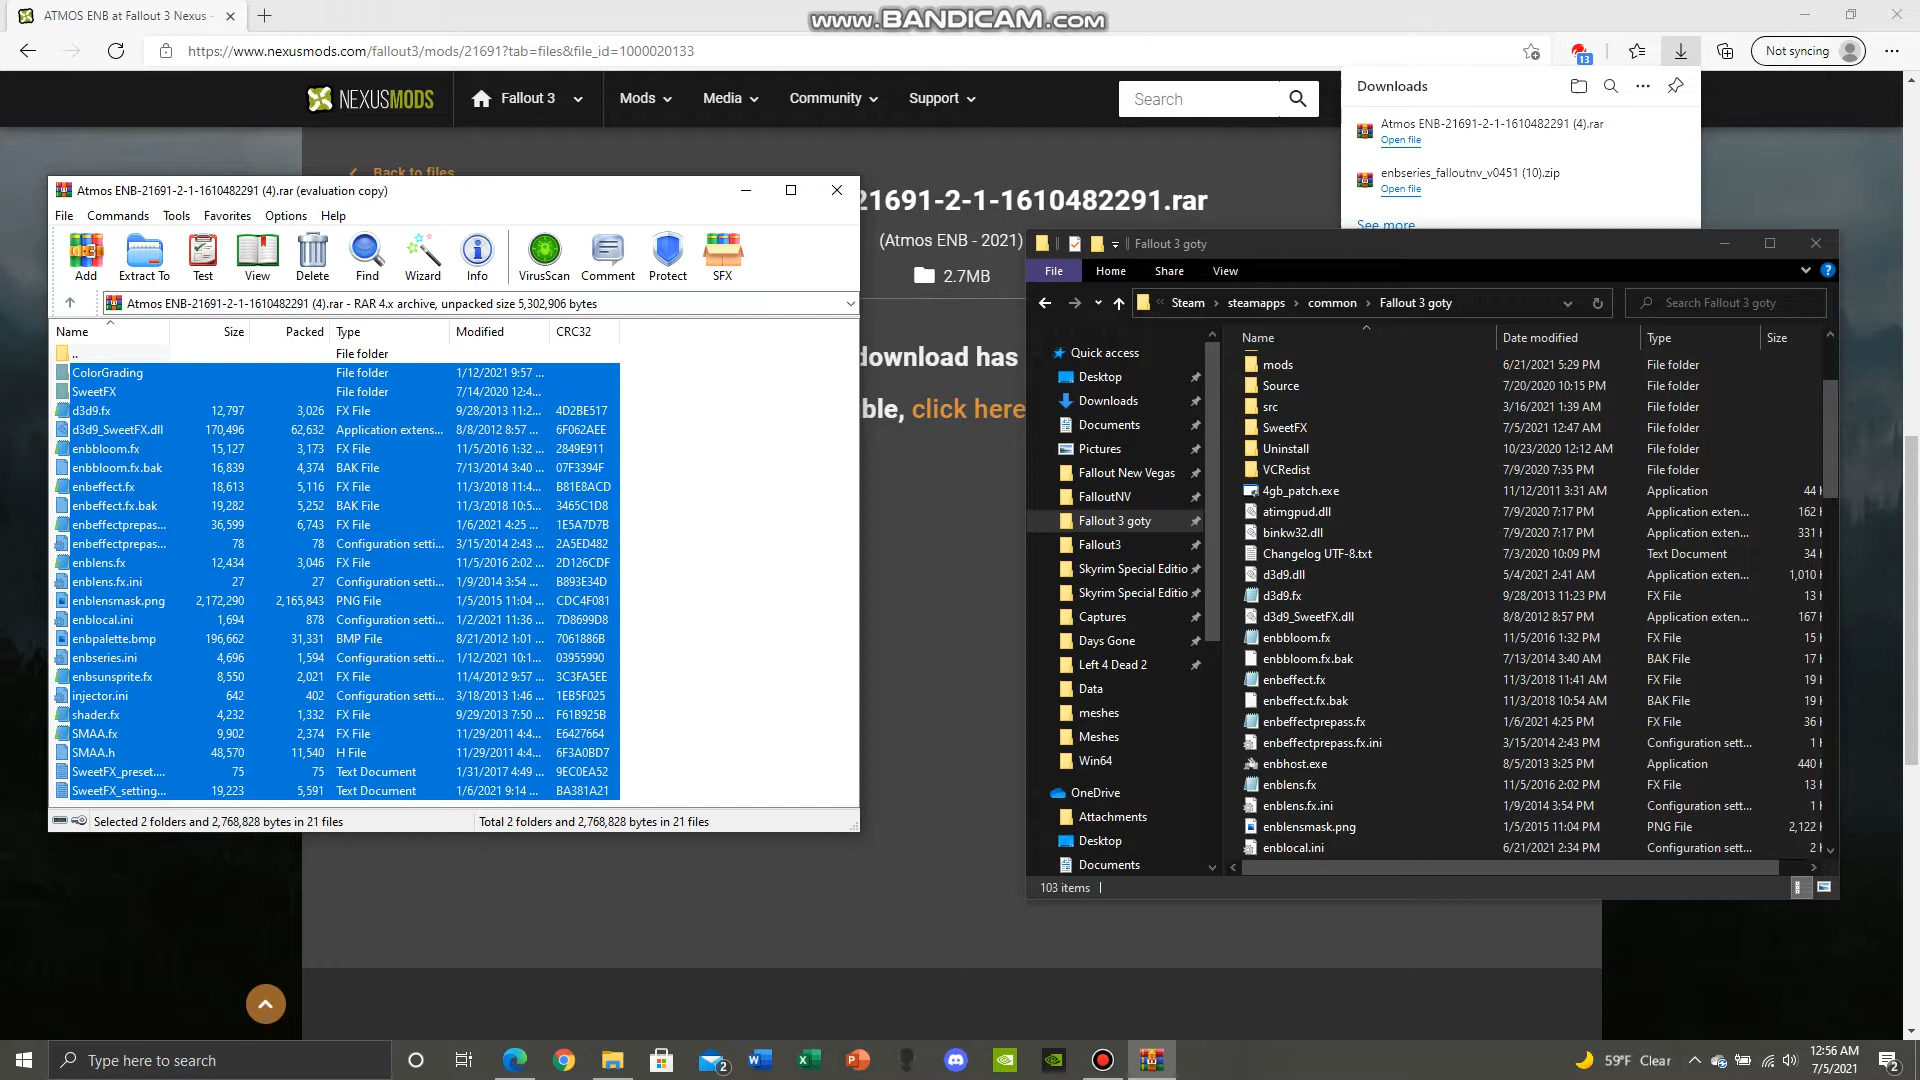 ATMOS ENB at Fallout 3 Nexus -
www.BANDICAM.com
https://www.nexusmods.com/fallout3/mods/21691?tab=files&file_id=1000020133
13
Not syncing
NEXUSMODS
Fallout 3
Mods
Media
Community
Support
Search
Downloads
Atmos ENB-21691-2-1-1610482291 (4).rar
Open file
enbseries_falloutnv_v0451 (10).zip
Open file
See more
Back to files
21691-2-1-1610482291.rar
(Atmos ENB - 2021)
2.7MB
download has
ble, click here
Atmos ENB-21691-2-1-1610482291 (4).rar (evaluation copy)
File Commands Tools Favorites Options Help
Add Extract To Test View Delete Find Wizard Info VirusScan Comment Protect SFX
Atmos ENB-21691-2-1-1610482291 (4).rar - RAR 4.x archive, unpacked size 5,302,906 bytes
Name Size Packed Type Modified CRC32
.. File folder
ColorGrading File folder 1/12/2021 9:57 ...
SweetFX File folder 7/14/2020 12:4...
d3d9.fx 12,797 3,026 FX File 9/28/2013 11:2... 4D2BE517
d3d9_SweetFX.dll 170,496 62,632 Application extens... 8/8/2012 8:57 ... 6F062AEE
enbbloom.fx 15,127 3,173 FX File 11/5/2016 1:32 ... 2849E911
enbbloom.fx.bak 16,839 4,374 BAK File 7/13/2014 3:40 ... 07F3394F
enbeffect.fx 18,613 5,116 FX File 11/3/2018 11:4... B81E8ACD
enbeffect.fx.bak 19,282 5,252 BAK File 11/3/2018 10:5... 3465C1D8
enbeffectprepas... 36,599 6,743 FX File 1/6/2021 4:25 ... 1E5A7D7B
enbeffectprepas... 78 78 Configuration setti... 3/15/2014 2:43 ... 2A5ED482
enblens.fx 12,434 3,046 FX File 11/5/2016 2:02 ... 2D126CDF
enblens.fx.ini 27 27 Configuration setti... 1/9/2014 3:54 ... B893E34D
enblensmask.png 2,172,290 2,165,843 PNG File 1/5/2015 11:04 ... CDC4F081
enblocal.ini 1,694 878 Configuration setti... 1/2/2021 11:36 ... 7D8699D8
enbpalette.bmp 196,662 31,331 BMP File 8/21/2012 1:01 ... 7061886B
enbseries.ini 4,696 1,594 Configuration setti... 1/12/2021 10:1... 03955990
enbsunsprite.fx 8,550 2,021 FX File 11/4/2012 9:57 ... 3C3FA5EE
injector.ini 642 402 Configuration setti... 3/18/2013 1:46 ... 1EB5F025
shader.fx 4,232 1,332 FX File 9/29/2013 7:50 ... F61B925B
SMAA.fx 9,902 2,374 FX File 11/29/2011 4:4... E6427664
SMAA.h 48,570 11,540 H File 11/29/2011 4:4... 6F3A0BD7
SweetFX_preset.... 75 75 Text Document 1/31/2017 4:49 ... 9EC0EA52
SweetFX_setting... 19,223 5,591 Text Document 1/6/2021 9:14 ... BA381A21
Selected 2 folders and 2,768,828 bytes in 21 files
Total 2 folders and 2,768,828 bytes in 21 files
Fallout 3 goty
File Home Share View
Steam steamapps common Fallout 3 goty
Search Fallout 3 goty
Quick access
Desktop
Downloads
Documents
Pictures
Fallout New Vegas
FalloutNV
Fallout 3 goty
Fallout3
Skyrim Special Editio
Skyrim Special Editio
Captures
Days Gone
Left 4 Dead 2
Data
meshes
Meshes
Win64
OneDrive
Attachments
Desktop
Documents
Name Date modified Type Size
mods 6/21/2021 5:29 PM File folder
Source 7/20/2020 10:15 PM File folder
src 3/16/2021 1:39 AM File folder
SweetFX 7/5/2021 12:47 AM File folder
Uninstall 10/23/2020 12:12 AM File folder
VCRedist 7/9/2020 7:35 PM File folder
4gb_patch.exe 11/12/2011 3:31 AM Application 44
atimgpud.dll 7/9/2020 7:17 PM Application exten... 162
binkw32.dll 7/9/2020 7:17 PM Application exten... 331
Changelog UTF-8.txt 7/3/2020 10:09 PM Text Document 34
d3d9.dll 5/4/2021 2:41 AM Application exten... 1,010
d3d9.fx 9/28/2013 11:23 PM FX File 13
d3d9_SweetFX.dll 8/8/2012 8:57 PM Application exten... 167
enbbloom.fx 11/5/2016 1:32 PM FX File 15
enbbloom.fx.bak 7/13/2014 3:40 AM BAK File 17
enbeffect.fx 11/3/2018 11:41 AM FX File 19
enbeffect.fx.bak 11/3/2018 10:54 AM BAK File 19
enbeffectprepass.fx 1/6/2021 4:25 PM FX File 36
enbeffectprepass.fx.ini 3/15/2014 2:43 PM Configuration sett... 1
enbhost.exe 8/5/2013 3:25 PM Application 440
enblens.fx 11/5/2016 2:02 PM FX File 13
enblens.fx.ini 1/9/2014 3:54 PM Configuration sett... 1
enblensmask.png 1/5/2015 11:04 PM PNG File 2,122
enblocal.ini 6/21/2021 2:34 PM Configuration sett... 2
103 items
Type here to search
2
59°F Clear
12:56 AM
7/5/2021
2